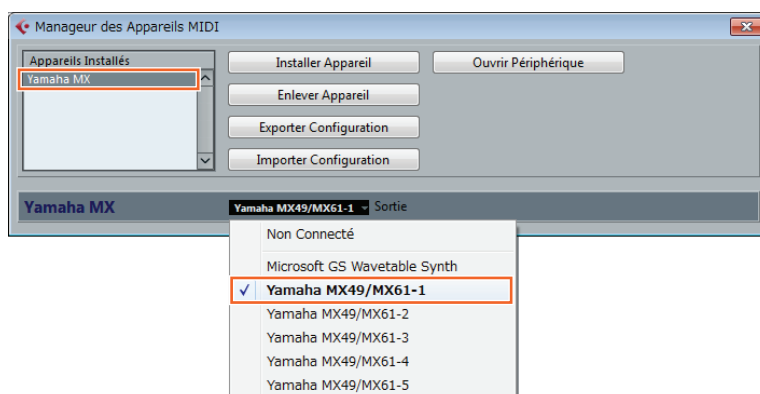 Manageur des Appareils MIDI
Appareils Installés
Yamaha MX
Installer Appareil
Ouvrir Périphérique
Enlever Appareil
Exporter Configuration
Importer Configuration
Yamaha MX
Yamaha MX49/MX61-1
Sortie
Non Connecté
Microsoft GS Wavetable Synth
✓ Yamaha MX49/MX61-1
Yamaha MX49/MX61-2
Yamaha MX49/MX61-3
Yamaha MX49/MX61-4
Yamaha MX49/MX61-5